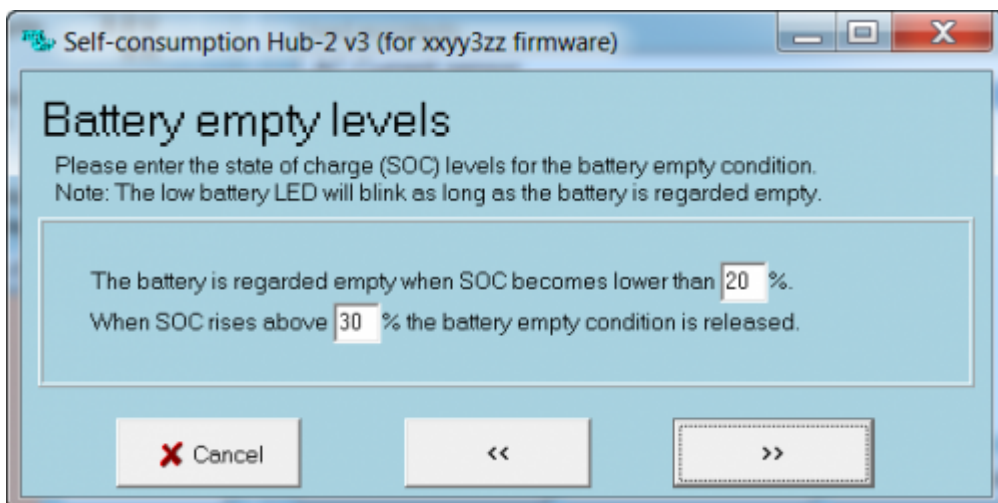 Self-consumption Hub-2 v3 (for xxyy3zz firmware)
Battery empty levels
Please enter the state of charge (SOC) levels for the battery empty condition.
Note: The low battery LED will blink as long as the battery is regarded empty.
The battery is regarded empty when SOC becomes lower than 20 %.
When SOC rises above 30 % the battery empty condition is released.
Cancel
<<
>>